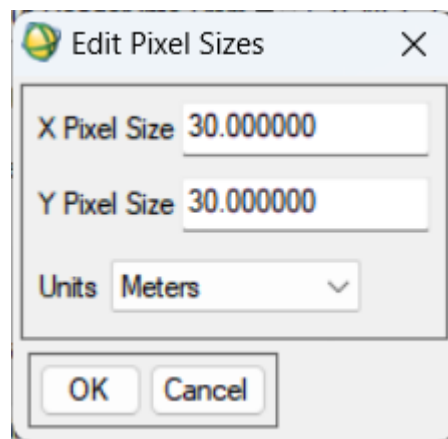 Edit Pixel Sizes
X Pixel Size 30.000000
Y Pixel Size 30.000000
Units Meters
OK Cancel